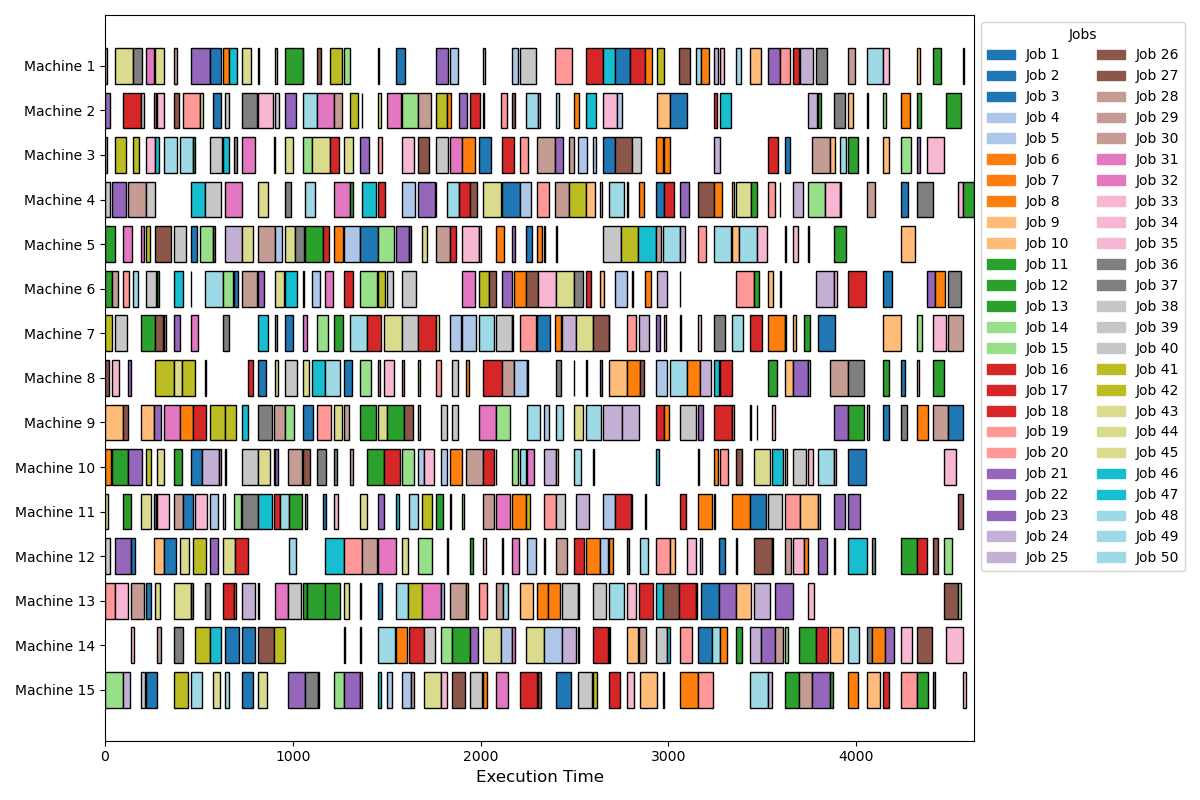 Machine 1
Machine 2
Machine 3
Machine 4
Machine 5
Machine 6
Machine 7
Machine 8
Machine 9
Machine 10
Machine 11
Machine 12
Machine 13
Machine 14
Machine 15
0 1000 2000 3000 4000
Execution Time
Jobs
Job 1
Job 2
Job 3
Job 4
Job 5
Job 6
Job 7
Job 8
Job 9
Job 10
Job 11
Job 12
Job 13
Job 14
Job 15
Job 16
Job 17
Job 18
Job 19
Job 20
Job 21
Job 22
Job 23
Job 24
Job 25
Job 26
Job 27
Job 28
Job 29
Job 30
Job 31
Job 32
Job 33
Job 34
Job 35
Job 36
Job 37
Job 38
Job 39
Job 40
Job 41
Job 42
Job 43
Job 44
Job 45
Job 46
Job 47
Job 48
Job 49
Job 50